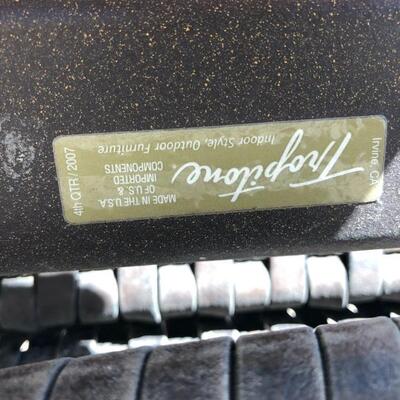 Irvine, CA
Tropitone
Indoor Style, Outdoor Furniture
MADE IN THE U.S.A.
OF U.S. &
IMPORTED
COMPONENTS
4th QTR / 2007